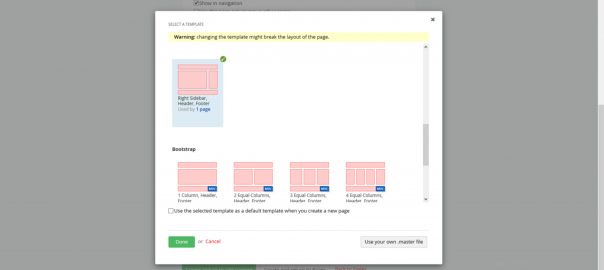 Show in navigation
×
SELECT A TEMPLATE
Warning: changing the template might break the layout of the page.
Right Sidebar,
Header, Footer
Used by 1 page
Bootstrap
MVC
MVC
MVC
MVC
1 Column, Header,
Footer
2 Equal Columns,
Header, Footer
3 Equal Columns,
Header, Footer
4 Equal Columns,
Header, Footer
Use the selected template as a default template when you create a new page
Done or Cancel
Use your own .master file